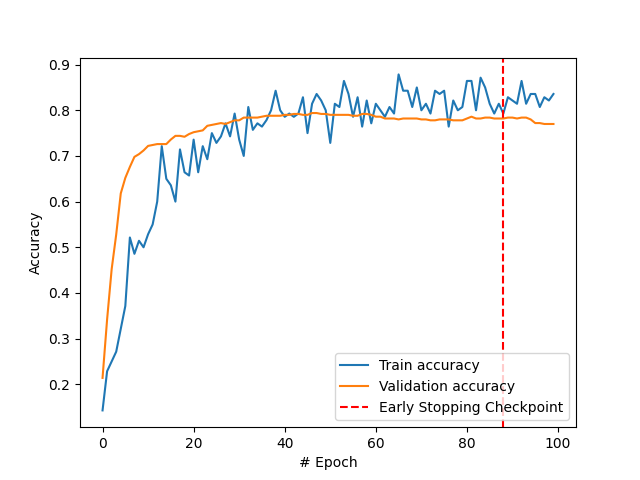 0.9
0.8
0.7
0.6
0.5
0.4
0.3
0.2
Accuracy
Train accuracy
Validation accuracy
Early Stopping Checkpoint
0 20 40 60 80 100
# Epoch